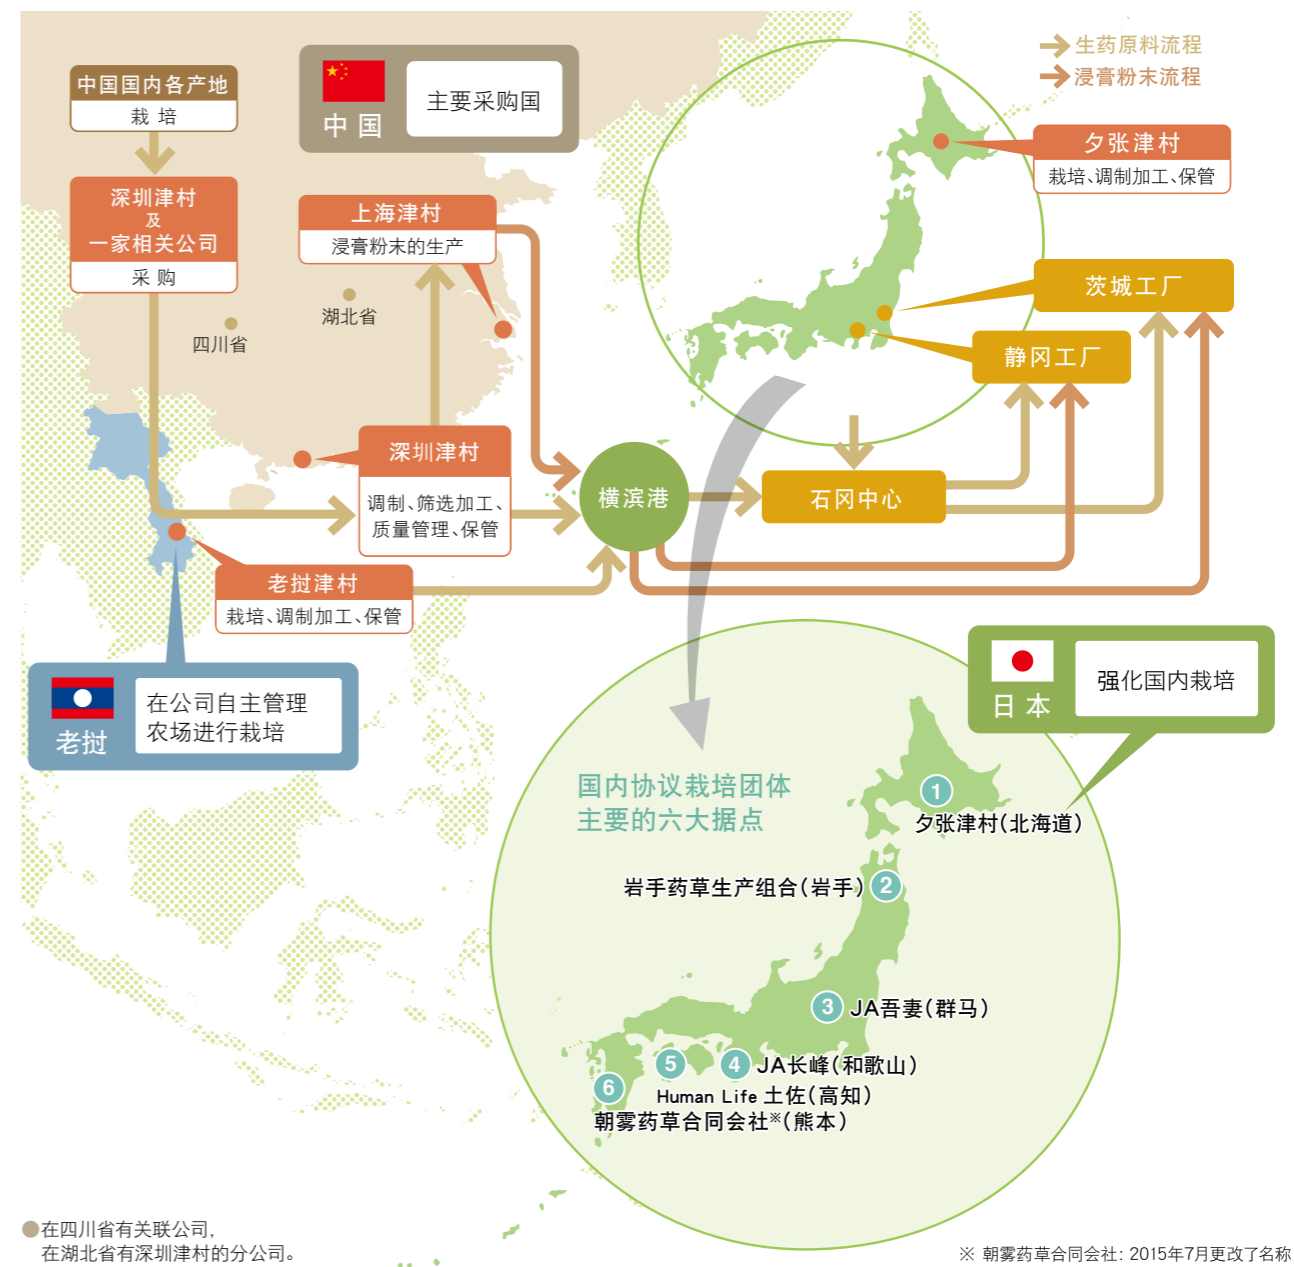 生药原料流程
浸膏粉末流程
中国国内各产地
栽 培
中 国
主要采购国
深圳津村
及
一家相关公司
采 购
上海津村
浸膏粉末的生产
夕张津村
栽培、调制加工、保管
茨城工厂
静冈工厂
湖北省
四川省
深圳津村
调制、筛选加工、
质量管理、保管
横滨港
石冈中心
老挝津村
栽培、调制加工、保管
老挝
在公司自主管理
农场进行栽培
日 本
强化国内栽培
国内协议栽培团体
主要的六大据点
1
夕张津村(北海道)
岩手药草生产组合(岩手)
2
3
JA吾妻(群马)
4
JA长峰(和歌山)
5
Human Life 土佐(高知)
6
朝雾药草合同会社※(熊本)
在四川省有关联公司,
在湖北省有深圳津村的分公司。
※ 朝雾药草合同会社: 2015年7月更改了名称